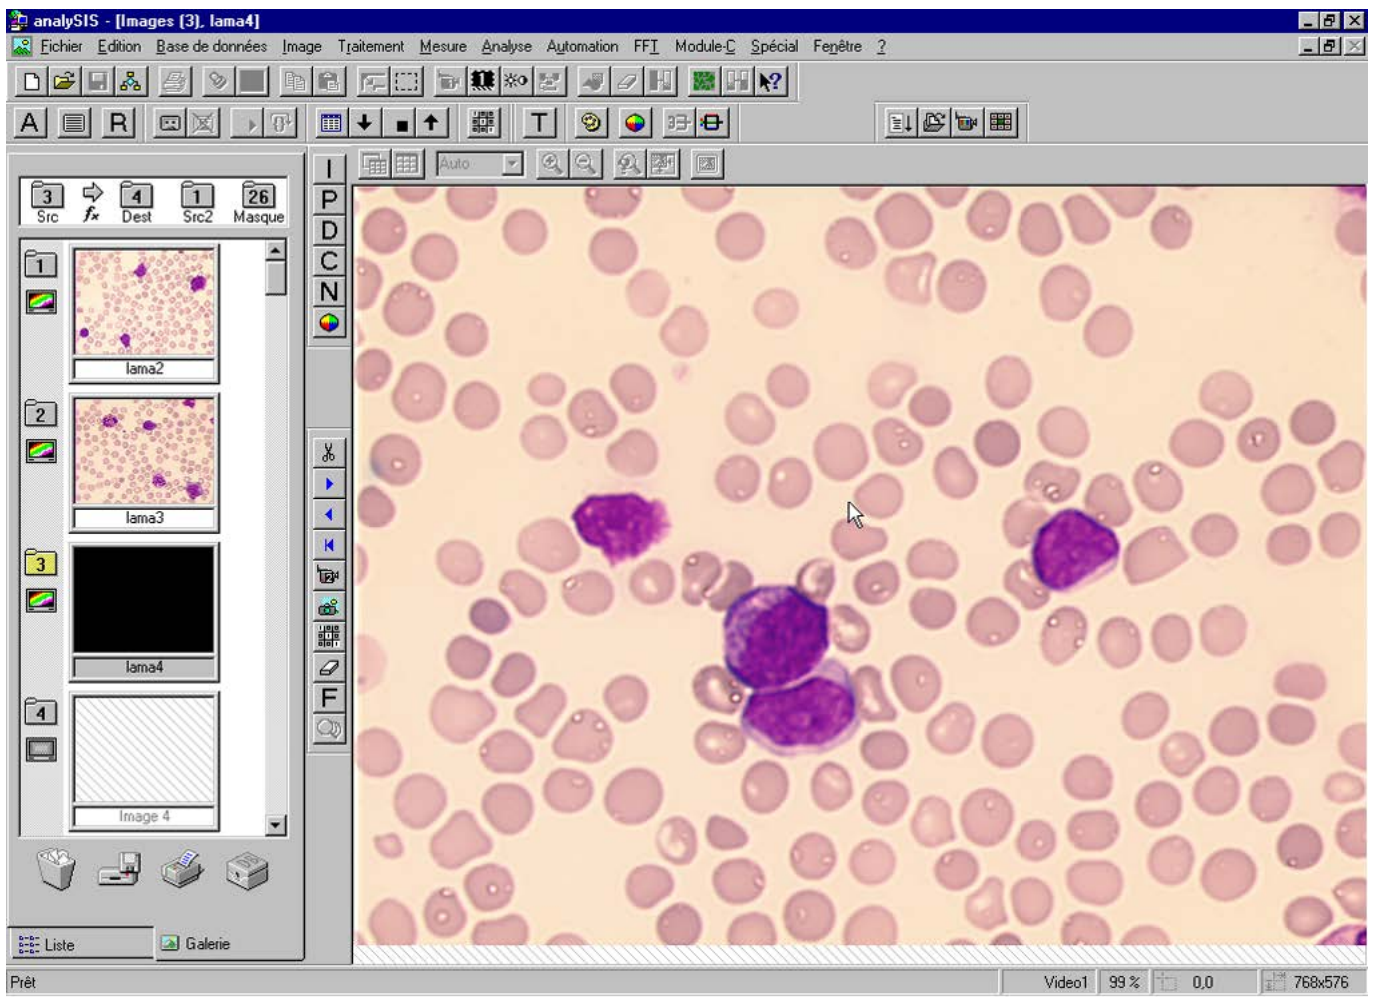 analySIS - [Images (3), lama4]
Fichier Edition Base de données Image Traitement Mesure Analyse Automation FFT Module-C Spécial Fenêtre ?
A R T
Auto
3 4 1 26
Src fx Dest Src2 Masque
I
P
D
C
N
1
lama2
2
lama3
3
lama4
4
Image 4
F
Liste Galerie
Prêt Video1 99 % 0,0 768x576